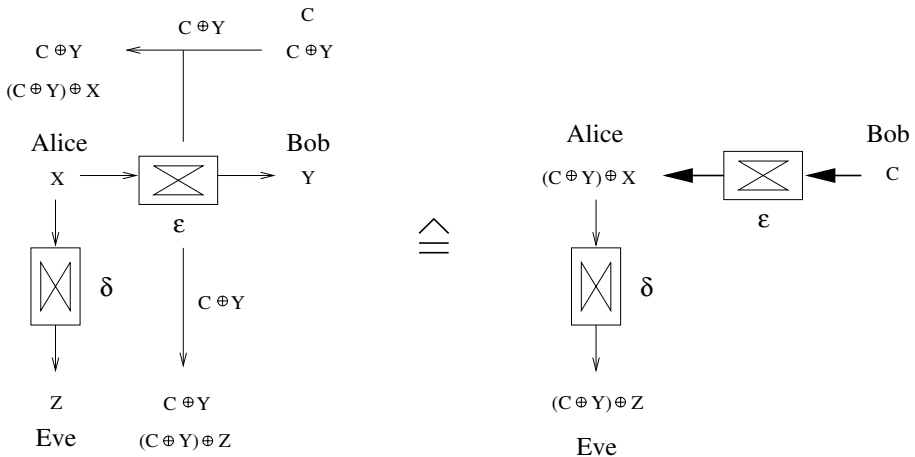 C
C ⊕ Y
C ⊕ Y
C ⊕ Y
(C ⊕ Y) ⊕ X
Alice
Bob
X
Y
ε
δ
C ⊕ Y
Z
C ⊕ Y
Eve
(C ⊕ Y) ⊕ Z
≙
Alice
Bob
(C ⊕ Y) ⊕ X
C
ε
δ
(C ⊕ Y) ⊕ Z
Eve